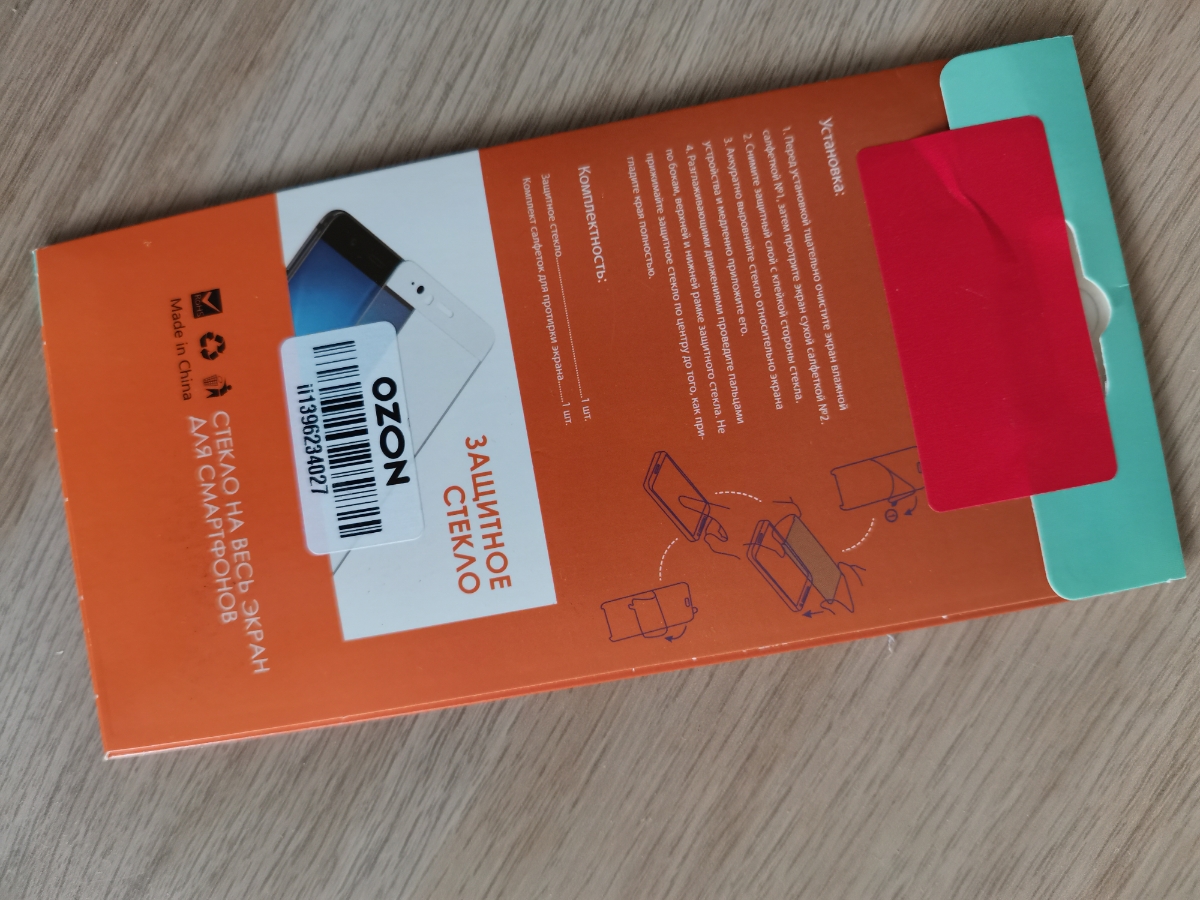 Установка:
1. Перед установкой тщательно очистите экран влажной
салфеткой №1, затем протрите экран сухой салфеткой №2.
2. Снимите защитный слой с клейкой стороны стекла.
3. Аккуратно выровняйте стекло относительно экрана
устройства и медленно приложите его.
4. Разглаживающими движениями проведите пальцами
по бокам, верхней и нижней рамке защитного стекла. Не
прижимайте защитное стекло по центру до того, как при-
гладите края полностью.
Комплектность:
Защитное стекло..............................1 шт.
Комплект салфеток для протирки экрана......1 шт.
1
ЗАЩИТНОЕ
СТЕКЛО
OZON
ii1396234027
СТЕКЛО НА ВЕСЬ ЭКРАН
ДЛЯ СМАРТФОНОВ
Made in China